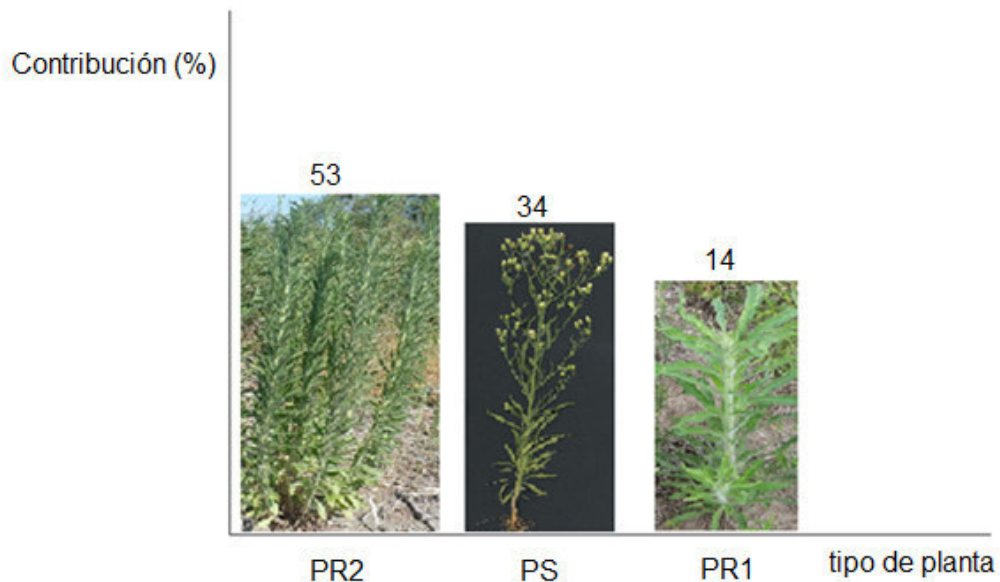 Contribución (%)
53
34
14
PR2
PS
PR1
tipo de planta